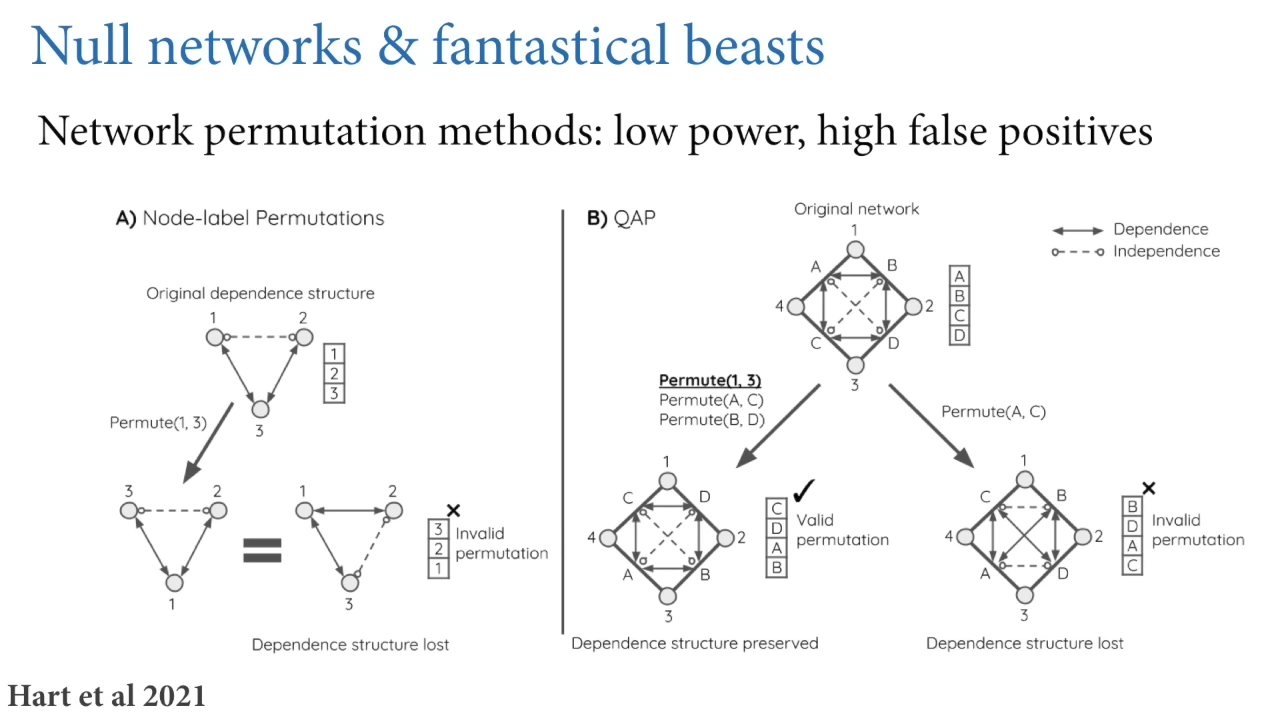 Null networks & fantastical beasts
Network permutation methods: low power, high false positives
A) Node-label Permutations
Original dependence structure
1 2
3
1
2
3
Permute(1, 3)
3 2
1
1 2
3
3
2
1
Invalid
permutation
Dependence structure lost
B) QAP
Original network
1
A B
4 2
C D
3
A
B
C
D
Dependence
Independence
Permute(1, 3)
Permute(A, C)
Permute(B, D)
Permute(A, C)
1
C D
4 2
A B
3
C
D
A
B
Valid
permutation
Dependence structure preserved
1
C B
4 2
A D
3
B
D
A
C
Invalid
permutation
Dependence structure lost
Hart et al 2021